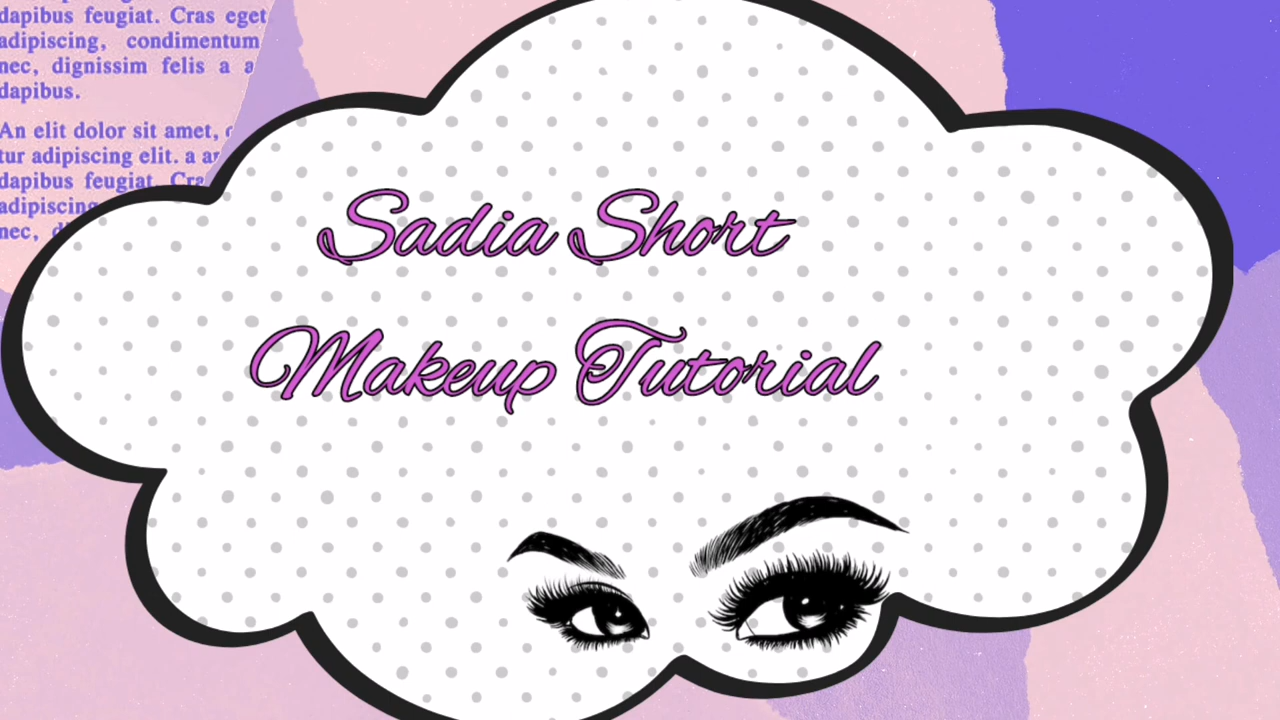 dapibus feugiat. Cras eget
adipiscing, condimentum
nec, dignissim felis a a
dapibus.
An elit dolor sit amet,
tur adipiscing elit. a
dapibus feugiat. Cra
adipiscing
nec,
Sadia Short
Makeup Tutorial